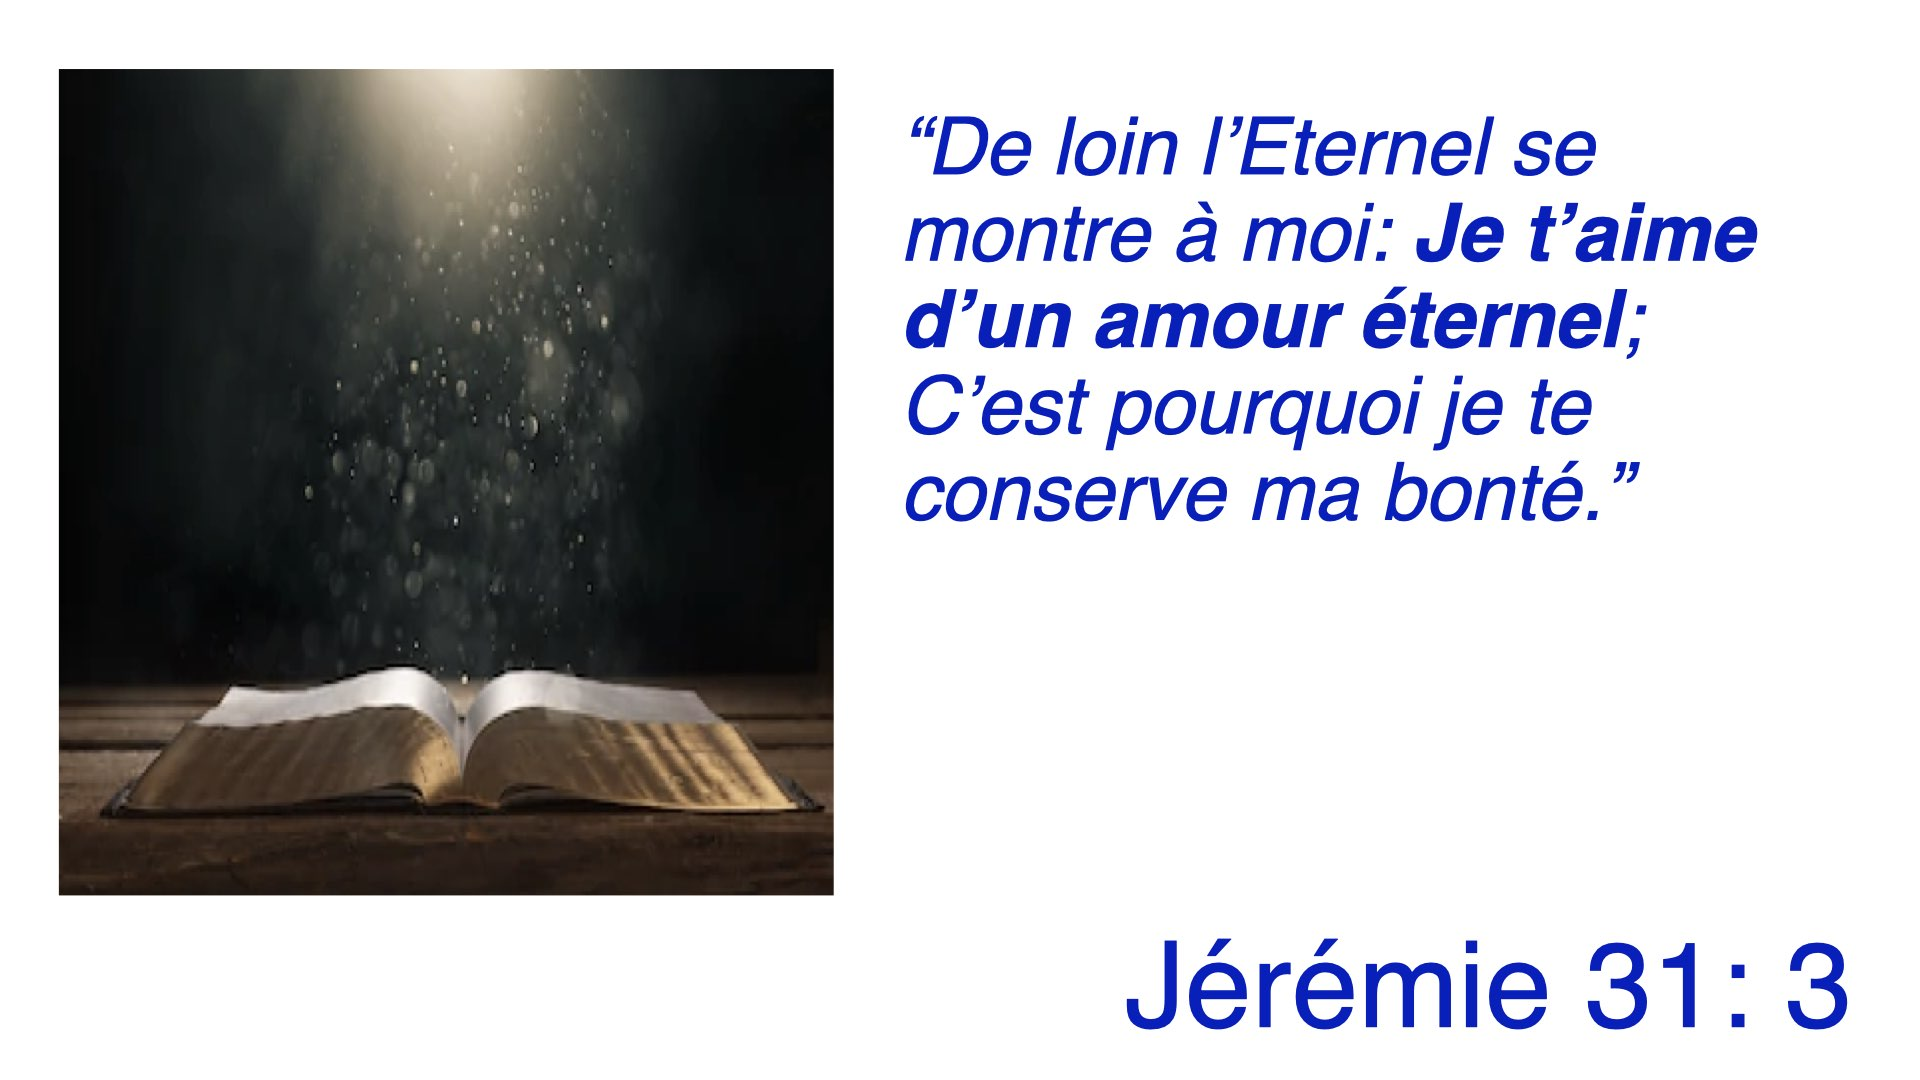 “De loin l’Eternel se
montre à moi: Je t’aime
d’un amour éternel;
C’est pourquoi je te
conserve ma bonté.”
Jérémie 31: 3